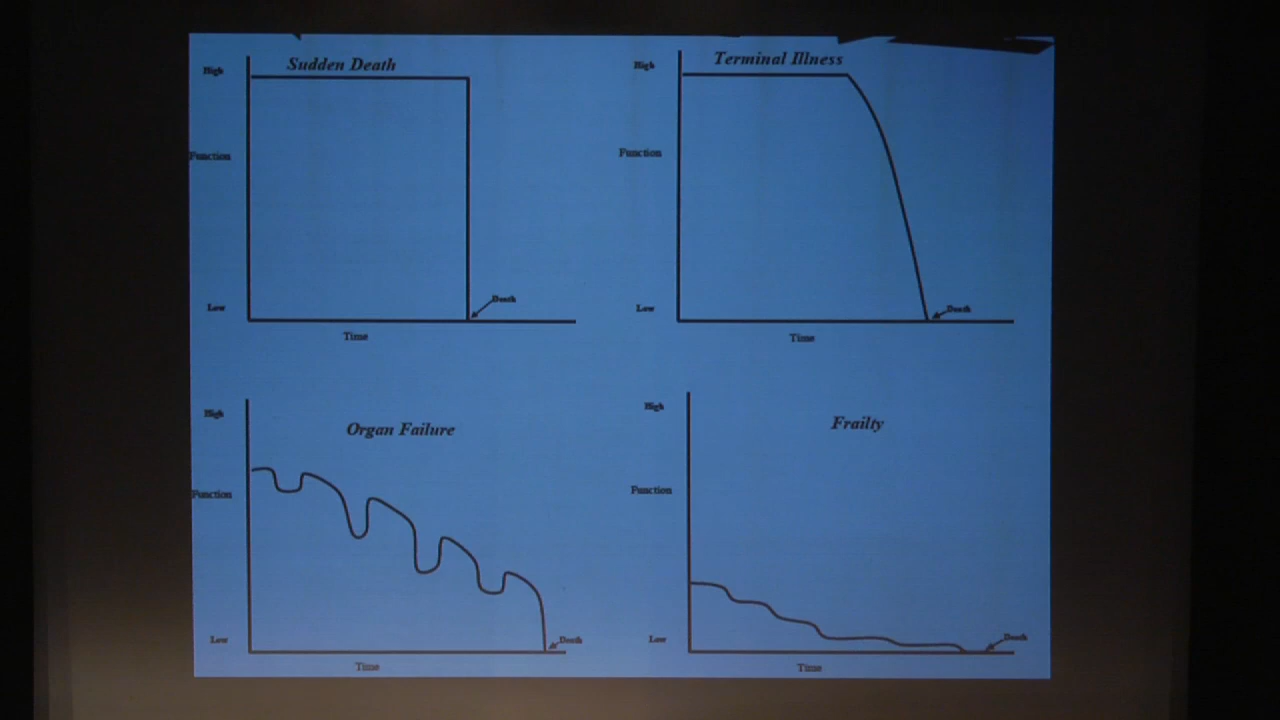 Sudden Death
High
Function
Low
Death
Time
Terminal Illness
High
Function
Low
Death
Time
Organ Failure
High
Function
Low
Death
Time
Frailty
High
Function
Low
Death
Time